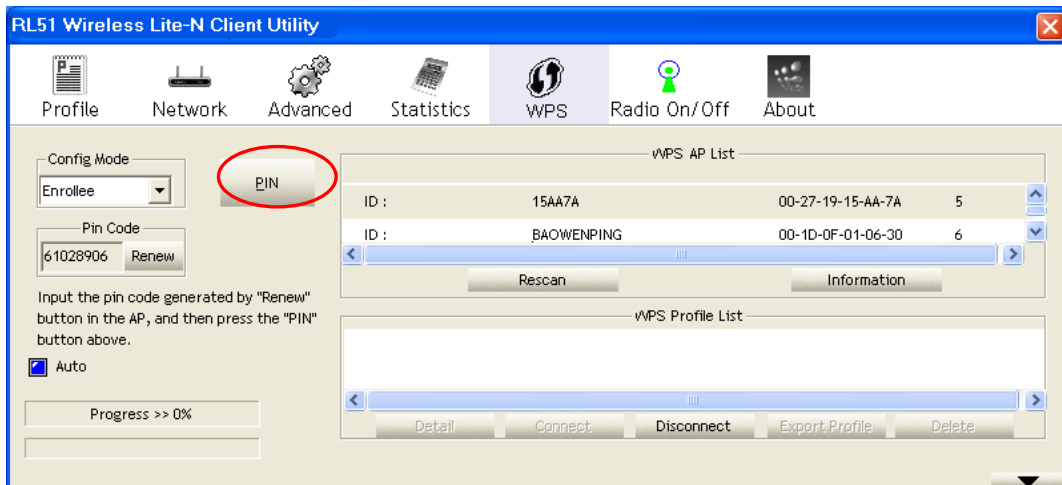 RL51 Wireless Lite-N Client Utility
Profile Network Advanced Statistics WPS Radio On/Off About
Config Mode
Enrollee
PIN
Pin Code
61028906 Renew
Input the pin code generated by "Renew"
button in the AP, and then press the "PIN"
button above.
Auto
Progress >> 0%
WPS AP List
ID : 15AA7A 00-27-19-15-AA-7A 5
ID : BAOWENPING 00-1D-0F-01-06-30 6
Rescan Information
WPS Profile List
Detail Connect Disconnect Export Profile Delete